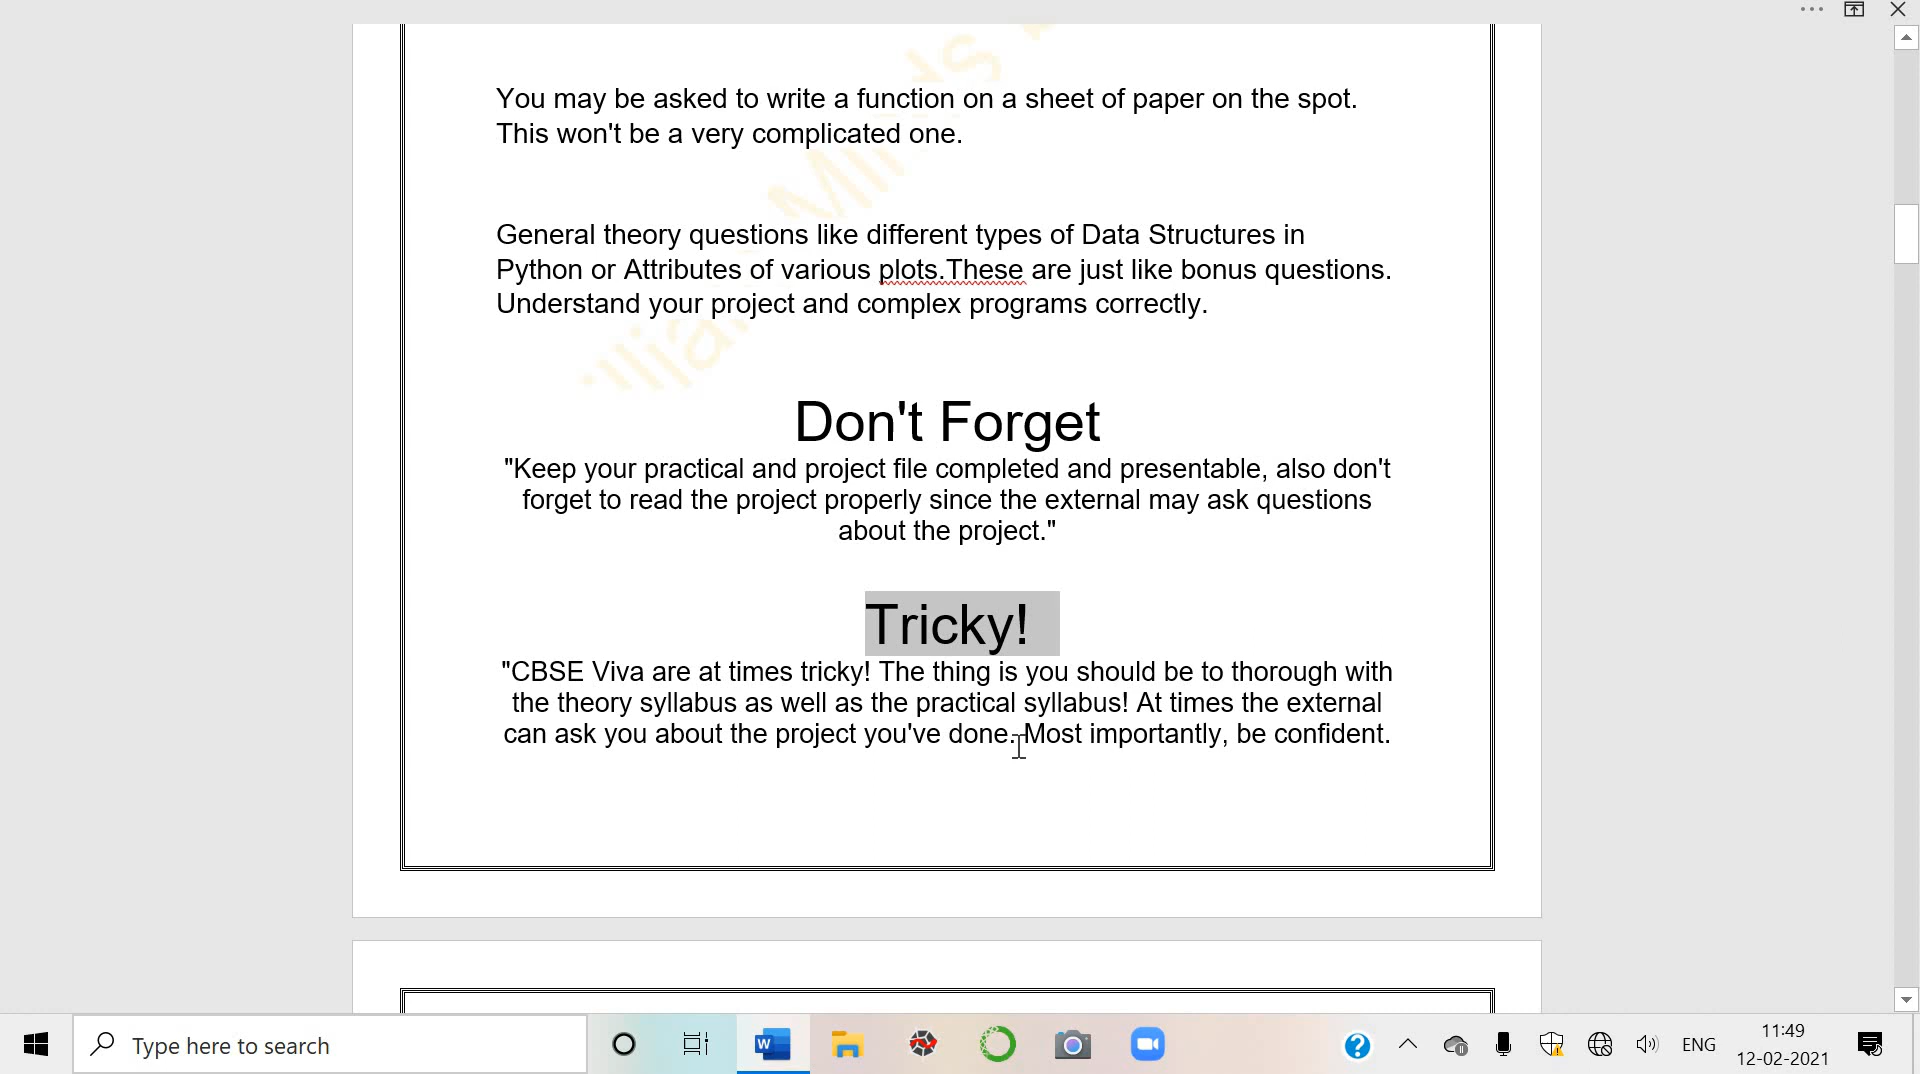 You may be asked to write a function on a sheet of paper on the spot.
This won't be a very complicated one.
General theory questions like different types of Data Structures in
Python or Attributes of various plots.These are just like bonus questions.
Understand your project and complex programs correctly.
Don't Forget
"Keep your practical and project file completed and presentable, also don't
forget to read the project properly since the external may ask questions
about the project."
Tricky!
"CBSE Viva are at times tricky! The thing is you should be to thorough with
the theory syllabus as well as the practical syllabus! At times the external
can ask you about the project you've done. Most importantly, be confident.
Type here to search
W
?
ENG
11:49
12-02-2021